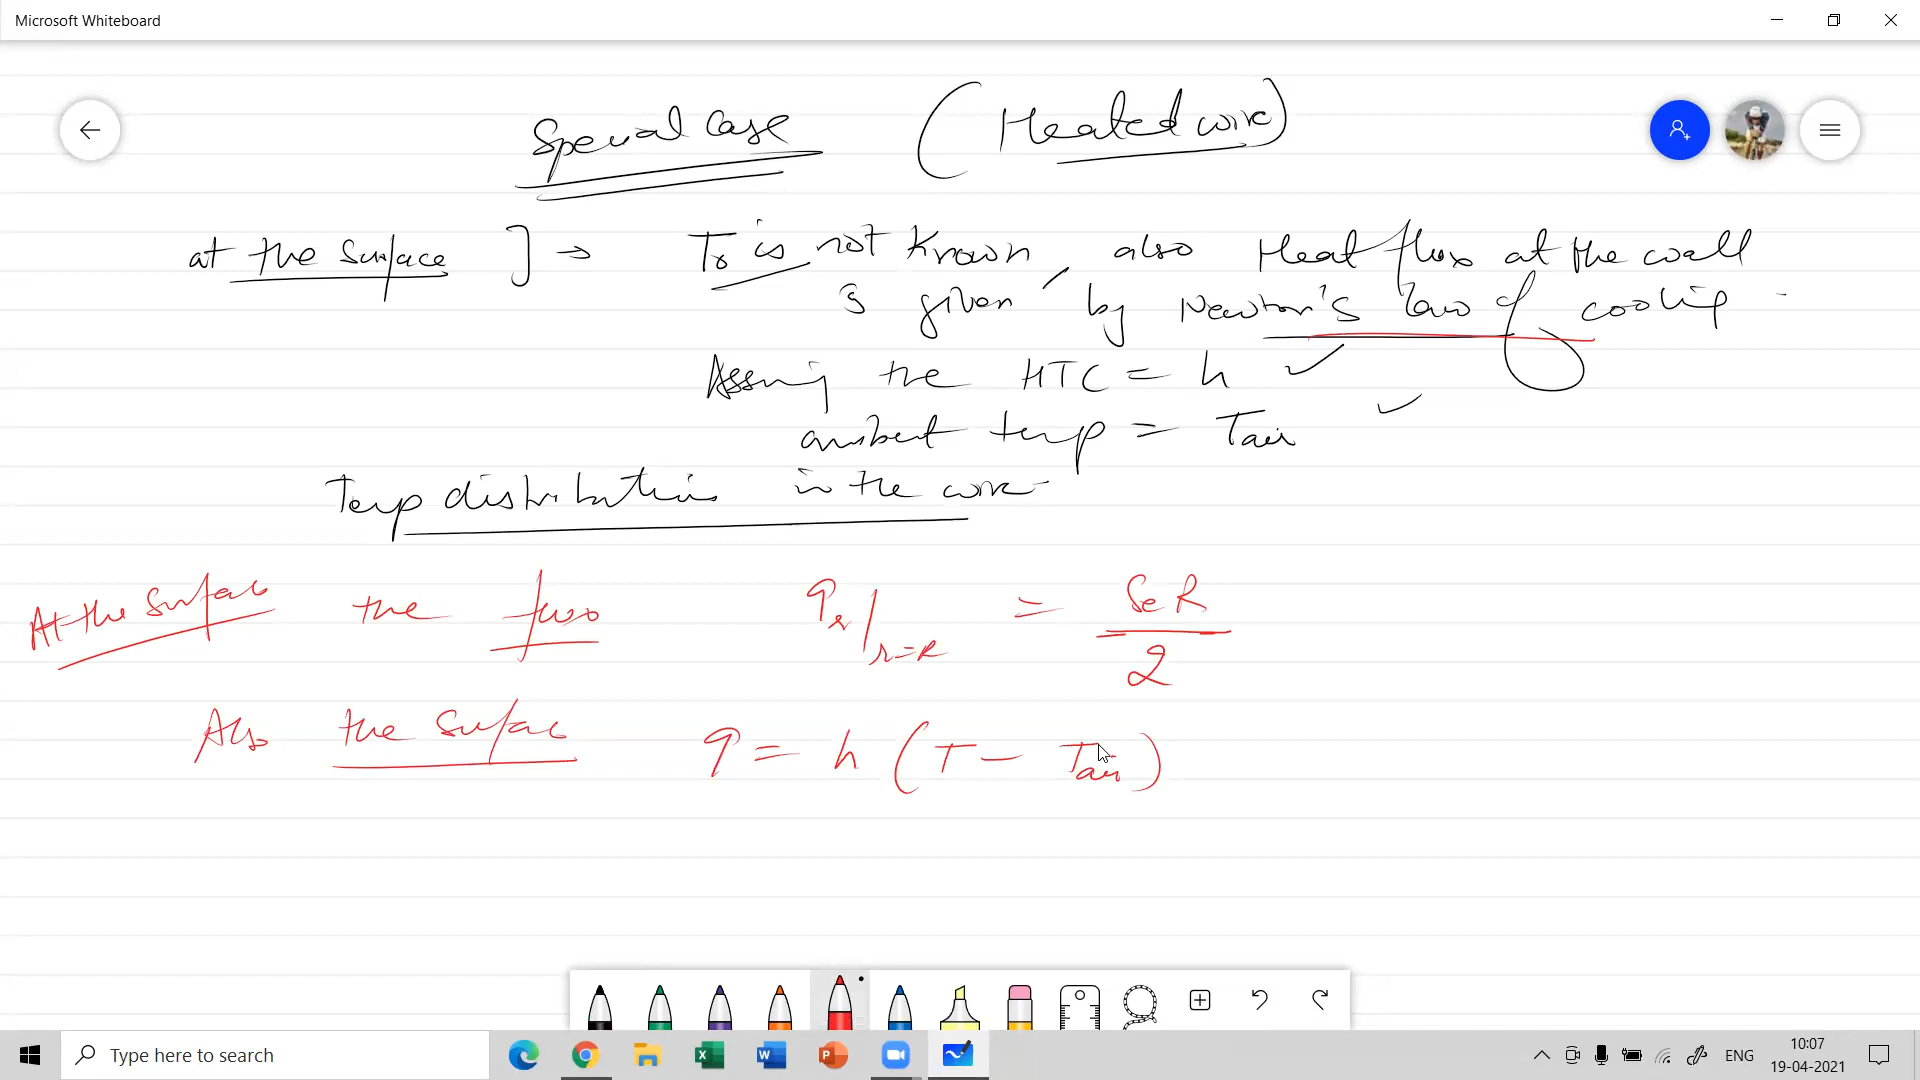 Microsoft Whiteboard
Special Case (Heated wire)
at the surface ] → To is not known, also Heat flux at the wall
is given by Newton's law of cooling.
Assuming the HTC = h ✓
ambient temp = Tair ✓
Temp distribution in the wire
At the surface the flux qr|r=R = SeR/2
Also the surface q = h (T - Tair)
Type here to search
ENG
10:07
19-04-2021